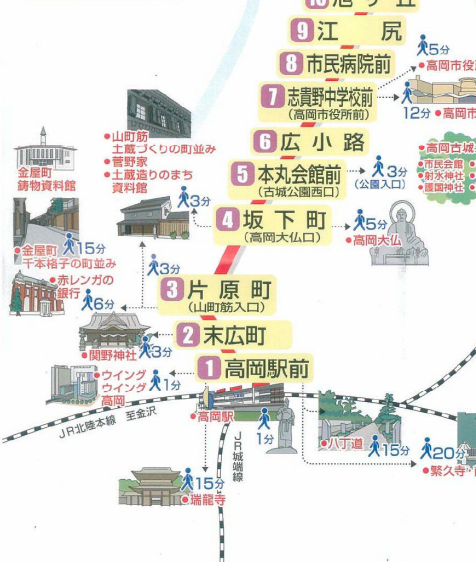 10旭ヶ丘
9江尻
8市民病院前
7志貴野中学校前
(高岡市役所前)
5分
●高岡市役
12分 ●高岡市
6広小路
5本丸会館前
(古城公園西口)
3分
(公園入口)
●高岡古城
●市民会館
●射水神社
●護国神社
4坂下町
(高岡大仏口)
5分
●高岡大仏
3分
●山町筋
土蔵づくりの町並み
●菅野家
●土蔵造りのまち
資料館
金屋町
鋳物資料館
●金屋町
千本格子の町並み
15分
●赤レンガの
銀行
6分
3分
3片原町
(山町筋入口)
2末広町
●関野神社
3分
1高岡駅前
●ウイング
ウイング
高岡
1分
●高岡駅
1分
JR北陸本線 至金沢
JR城端線
●八丁道
15分
20分
●繁久寺
15分
●瑞龍寺